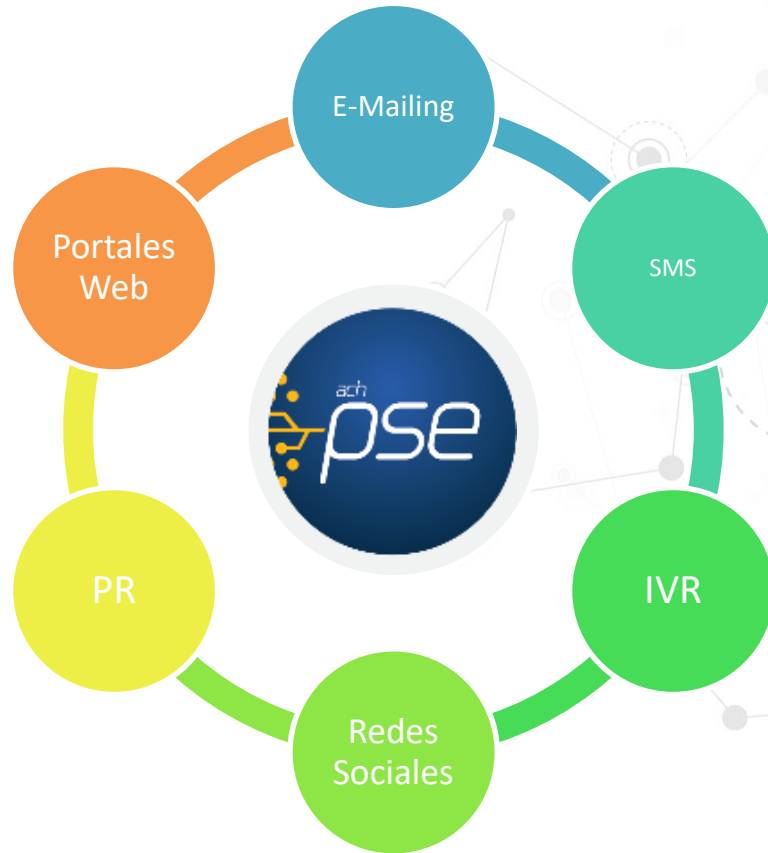 E-Mailing
Portales
Web
SMS
ach
pse
PR
IVR
Redes
Sociales